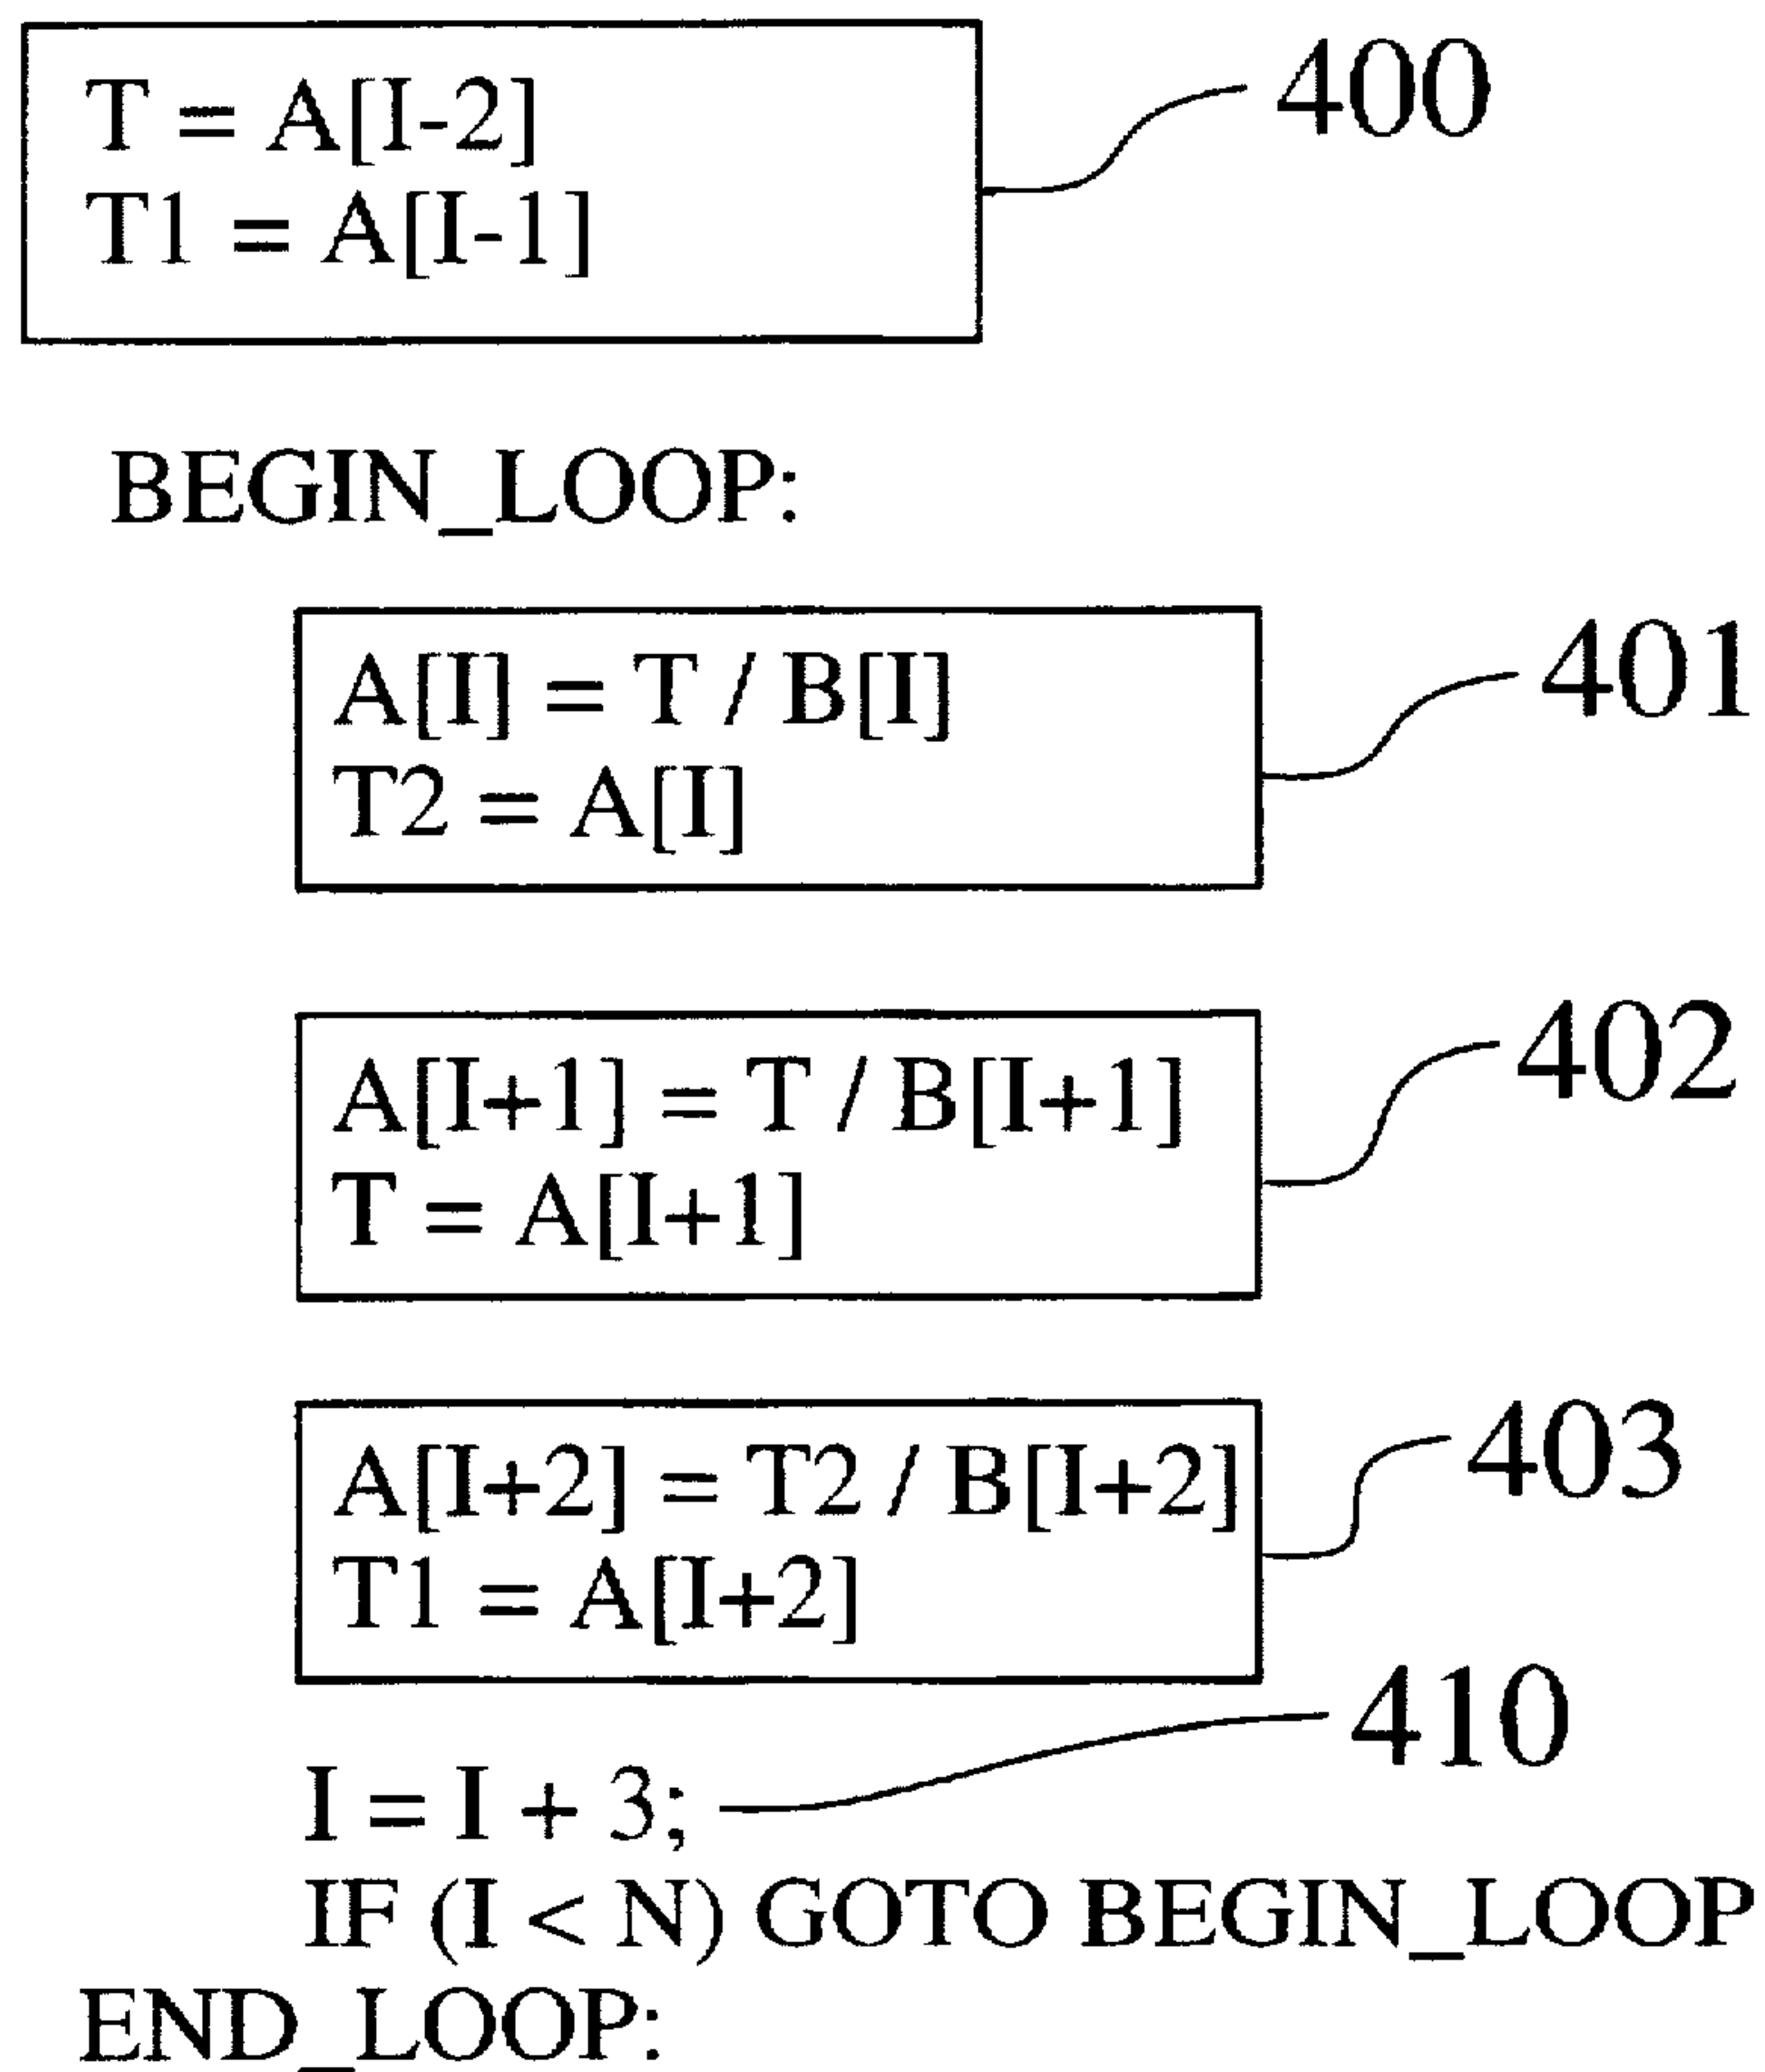 T = A[I-2]
400
T1 = A[I-1]
BEGIN_LOOP:
A[I] = T / B[I]
401
T2 = A[I]
A[I+1] = T / B[I+1]
402
T = A[I+1]
A[I+2] = T2 / B[I+2]
403
T1 = A[I+2]
410
I = I + 3;
IF (I < N) GOTO BEGIN_LOOP
END_LOOP: